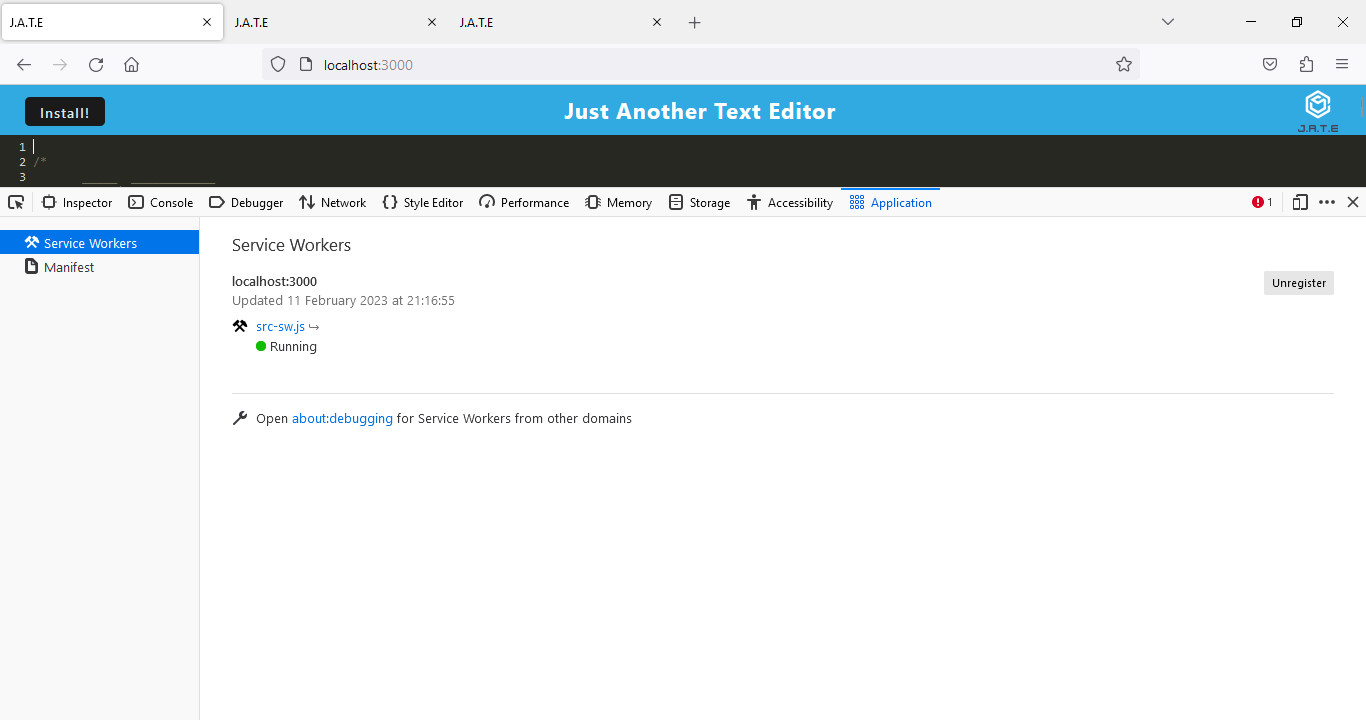 J.A.T.E J.A.T.E J.A.T.E
localhost:3000
Install! Just Another Text Editor J.A.T.E
1
2 /*
3
Inspector Console Debugger Network Style Editor Performance Memory Storage Accessibility Application 1
Service Workers
Manifest
Service Workers
localhost:3000 Unregister
Updated 11 February 2023 at 21:16:55
src-sw.js
Running
Open about:debugging for Service Workers from other domains